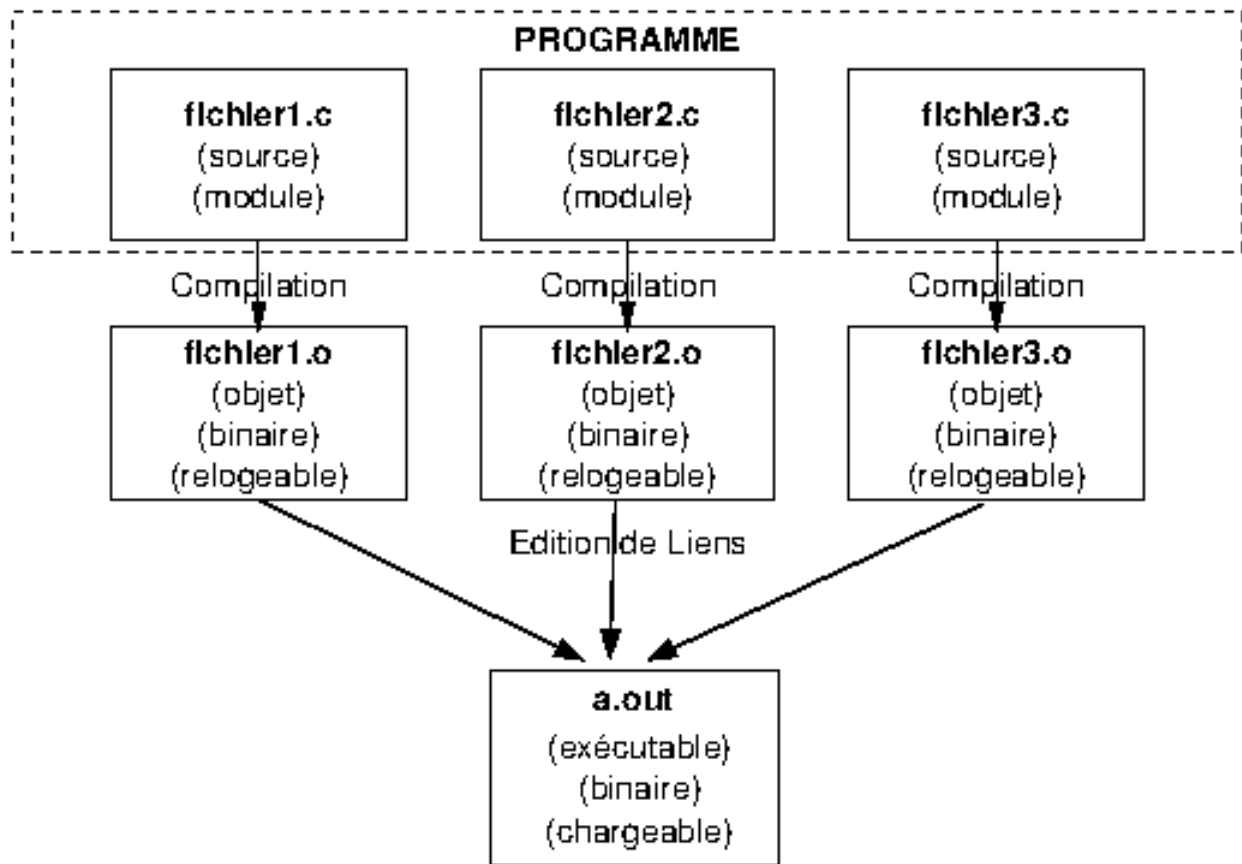 PROGRAMME
fichier1.c
(source)
(module)
fichier2.c
(source)
(module)
fichier3.c
(source)
(module)
Compilation
Compilation
Compilation
fichier1.o
(objet)
(binaire)
(relogeable)
fichier2.o
(objet)
(binaire)
(relogeable)
fichier3.o
(objet)
(binaire)
(relogeable)
Edition de Liens
a.out
(exécutable)
(binaire)
(chargeable)